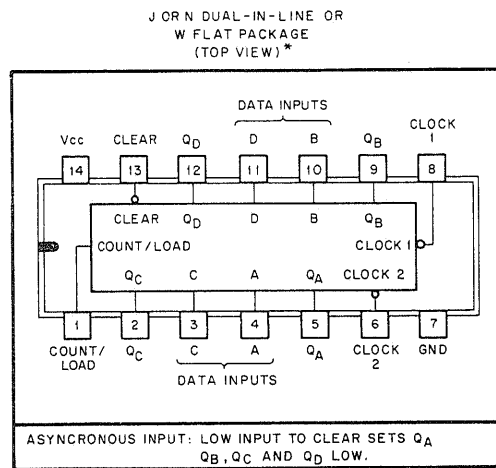 J OR N DUAL-IN-LINE OR
W FLAT PACKAGE
(TOP VIEW)*
DATA INPUTS
Vcc CLEAR QD D B QB CLOCK 1
14 13 12 11 10 9 8
CLEAR QD D B QB
COUNT/LOAD CLOCK 1
QC C A QA CLOCK 2
1 2 3 4 5 6 7
COUNT/LOAD QC C A QA CLOCK 2 GND
DATA INPUTS
ASYNCRONOUS INPUT: LOW INPUT TO CLEAR SETS QA
QB, QC AND QD LOW.